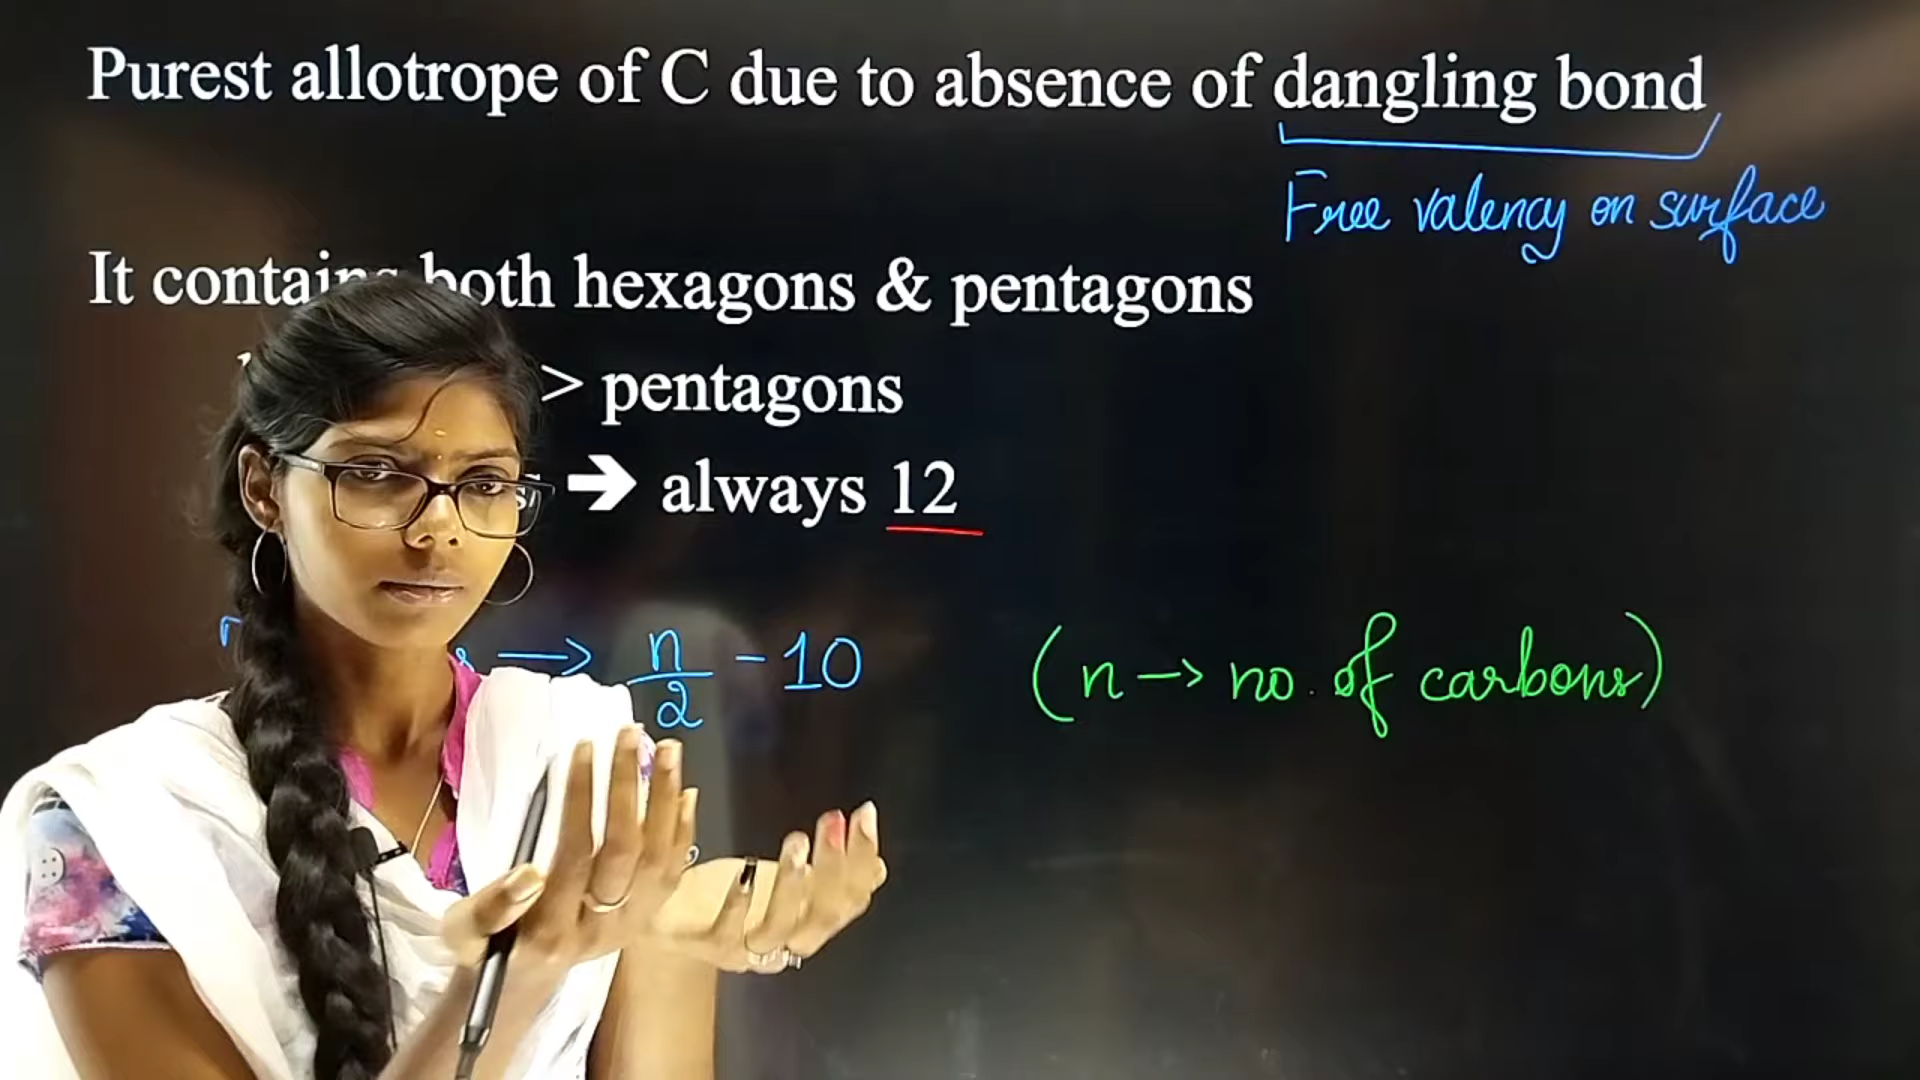 Purest allotrope of C due to absence of dangling bond
Free valency on surface
It contains both hexagons & pentagons
> pentagons
➔ always 12
→ n/2 - 10 (n → no. of carbons)